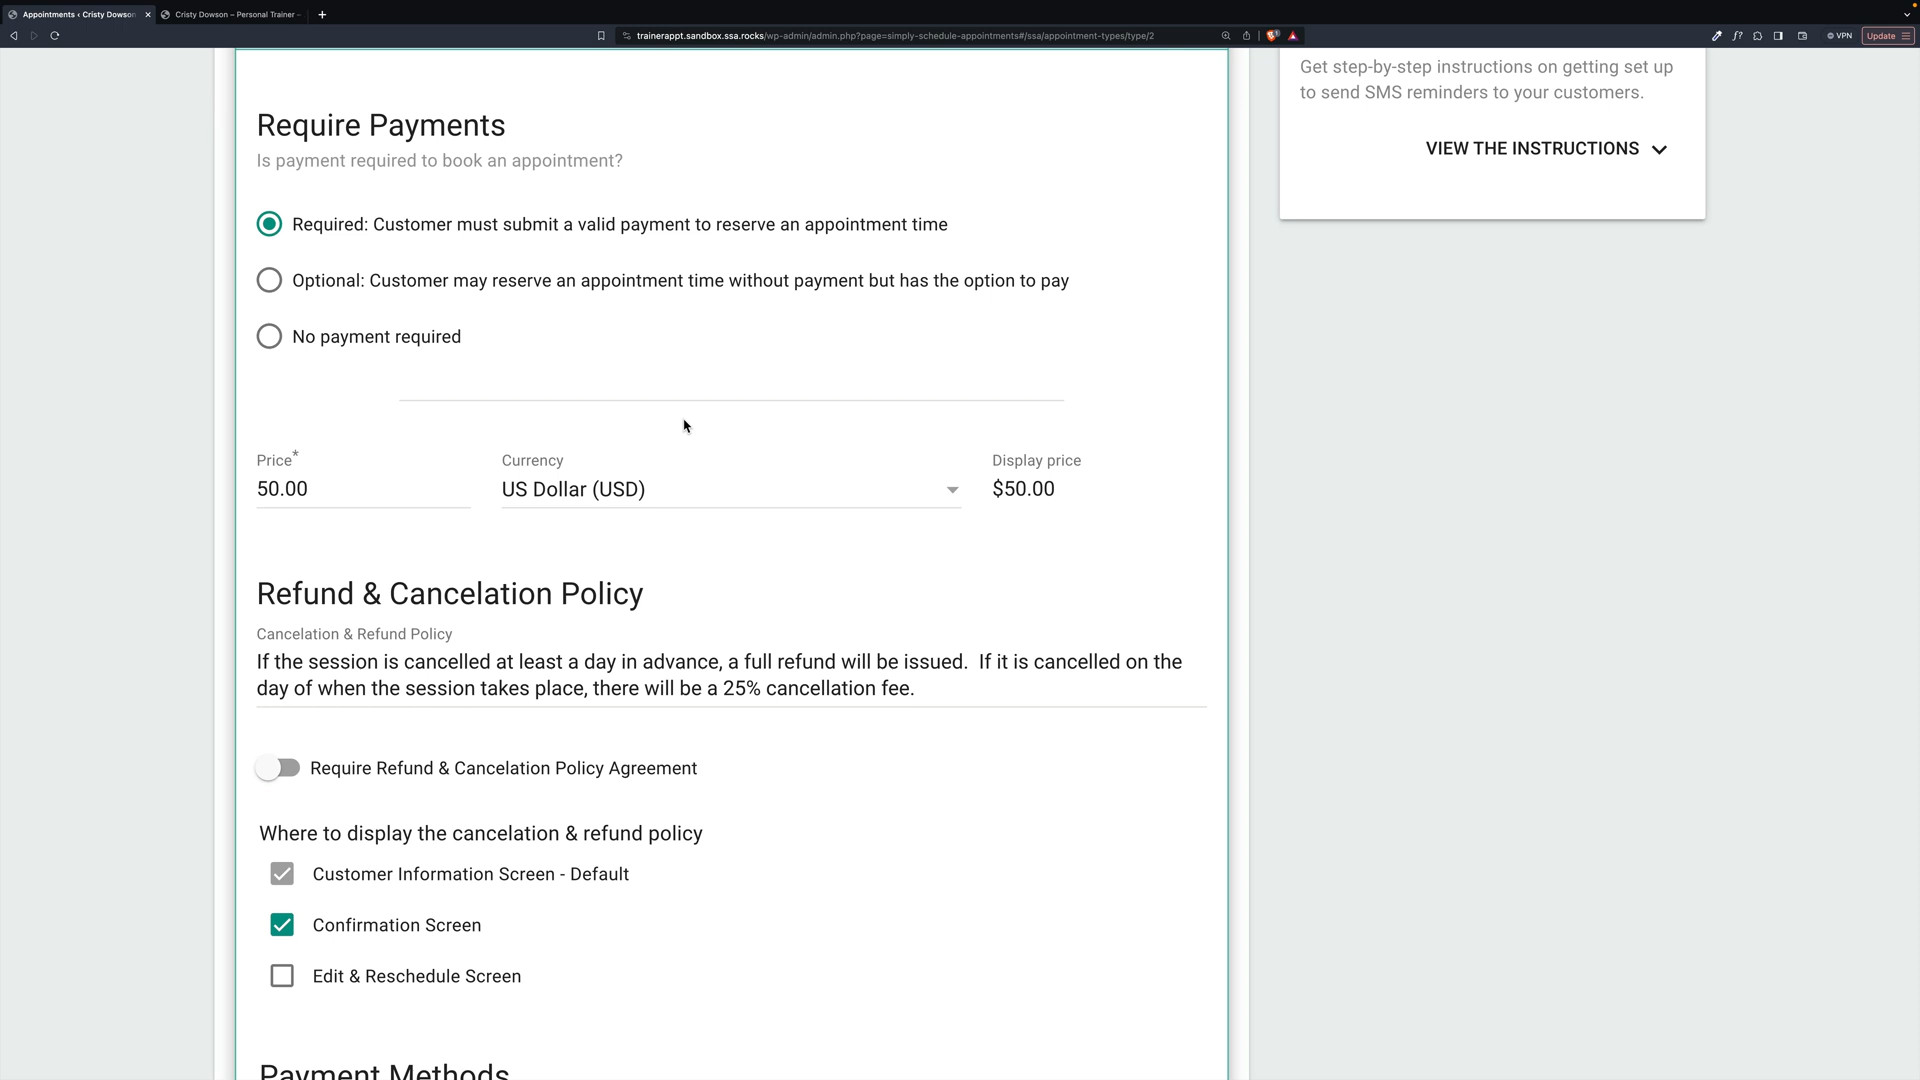 Appointments ‹ Cristy Dowson
Cristy Dowson – Personal Trainer –
trainerappt.sandbox.ssa.rocks/wp-admin/admin.php?page=simply-schedule-appointments#/ssa/appointment-types/type/2
VPN
Update
Get step-by-step instructions on getting set up
to send SMS reminders to your customers.
VIEW THE INSTRUCTIONS
Require Payments
Is payment required to book an appointment?
Required: Customer must submit a valid payment to reserve an appointment time
Optional: Customer may reserve an appointment time without payment but has the option to pay
No payment required
Price* Currency Display price
50.00 US Dollar (USD) $50.00
Refund & Cancelation Policy
Cancelation & Refund Policy
If the session is cancelled at least a day in advance, a full refund will be issued.  If it is cancelled on the
day of when the session takes place, there will be a 25% cancellation fee.
Require Refund & Cancelation Policy Agreement
Where to display the cancelation & refund policy
Customer Information Screen - Default
Confirmation Screen
Edit & Reschedule Screen
Payment Methods